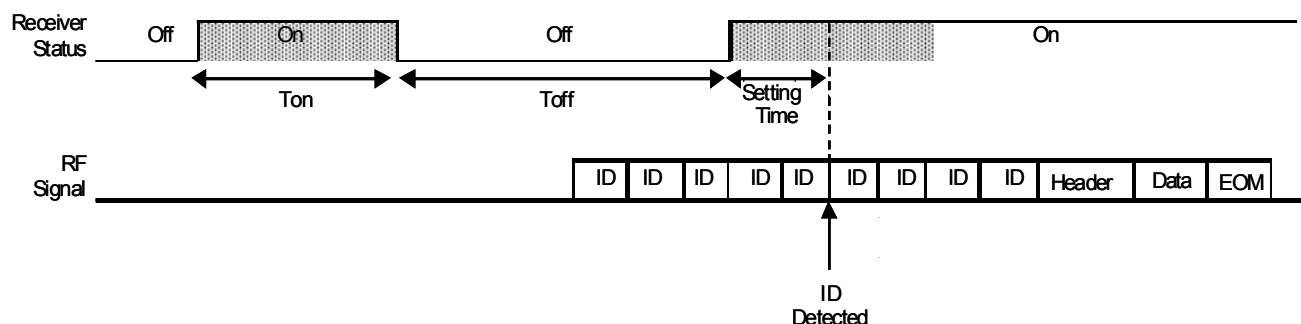 Receiver
Status
Off
On
Off
On
Ton
Toff
Setting
Time
RF
Signal
ID ID ID ID ID ID ID ID ID Header Data EOM
ID
Detected